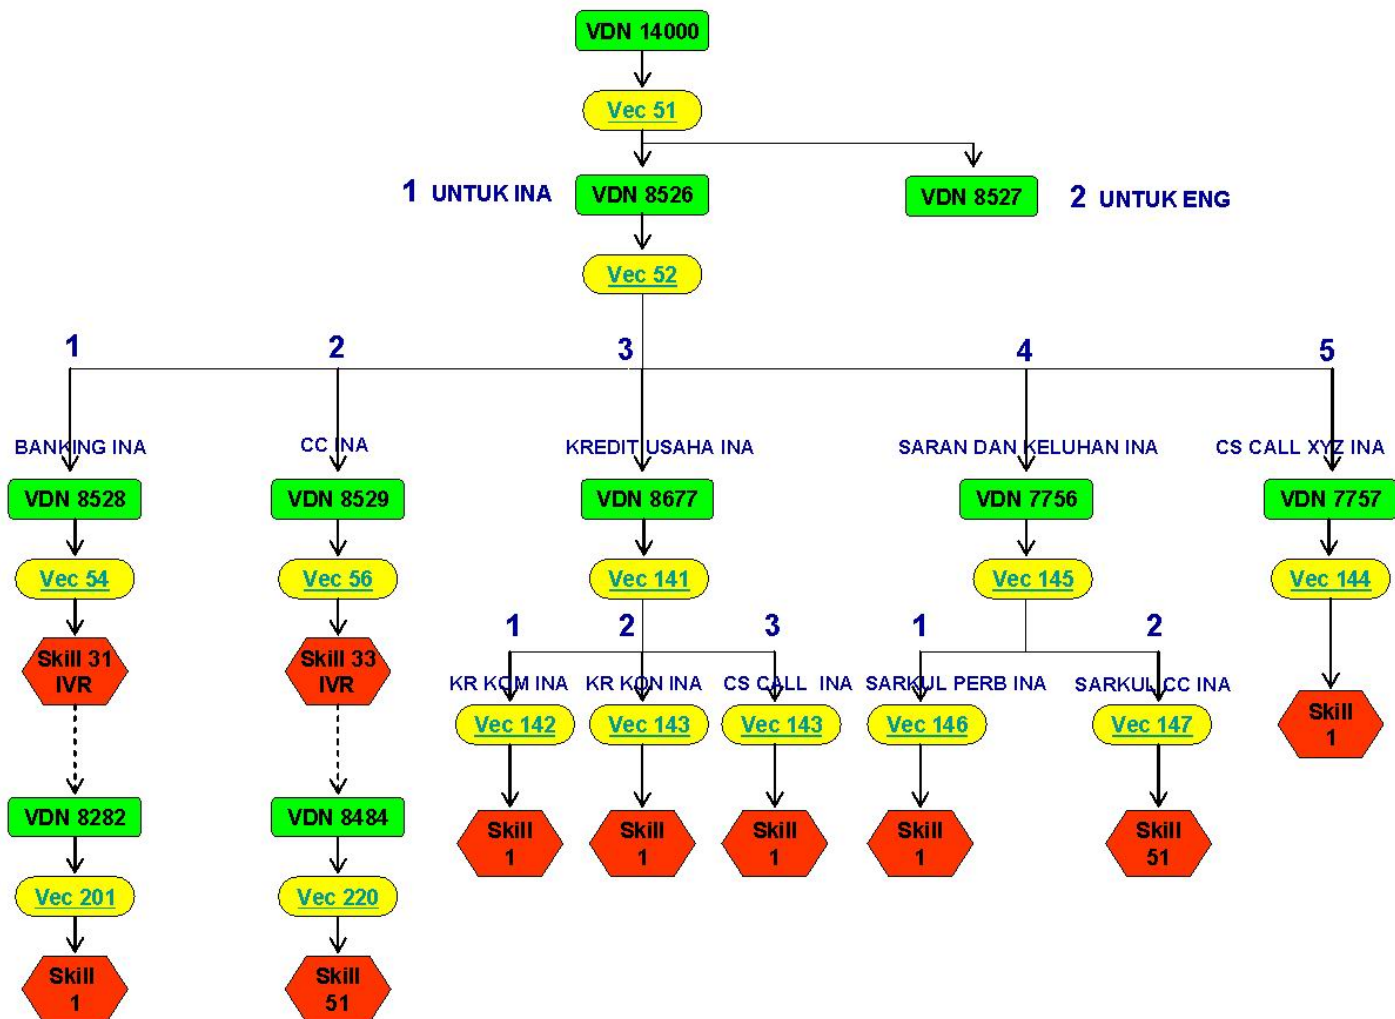 VDN 14000
Vec 51
1 UNTUK INA
VDN 8526
VDN 8527
2 UNTUK ENG
Vec 52
1
2
3
4
5
BANKING INA
CC INA
KREDIT USAHA INA
SARAN DAN KELUHAN INA
CS CALL XYZ INA
VDN 8528
VDN 8529
VDN 8677
VDN 7756
VDN 7757
Vec 54
Vec 56
Vec 141
Vec 145
Vec 144
1
2
3
1
2
Skill 31
IVR
Skill 33
IVR
KR KOM INA
KR KON INA
CS CALL INA
SARKUL PERB INA
SARKUL CC INA
Vec 142
Vec 143
Vec 143
Vec 146
Vec 147
Skill
1
VDN 8282
VDN 8484
Skill
1
Skill
1
Skill
1
Skill
1
Skill
51
Vec 201
Vec 220
Skill
1
Skill
51